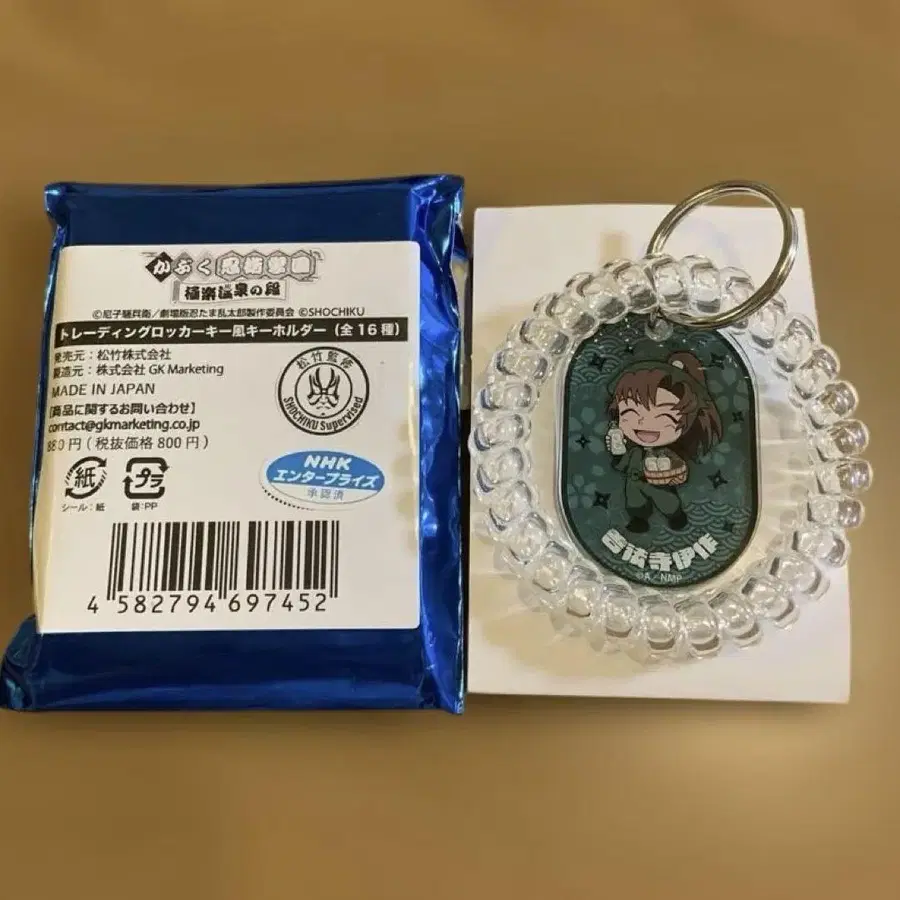 かぶく忍術歌曲
極楽温泉の段
©尼子騒兵衛/劇場版忍たま乱太郎製作委員会 ©SHOCHIKU
トレーディングロッカーキー風キーホルダー(全16種)
発売元:松竹株式会社
製造元:株式会社 GK Marketing
MADE IN JAPAN
【商品に関するお問い合わせ】
contact@gkmarketing.co.jp
880円(税抜価格 800円)
紙
プラ
シール:紙
袋:PP
松竹監修
SHOCHIKU Supervised
NHK
エンタープライズ
承認済
4 582794 697452
善法寺伊作
©A/NMP